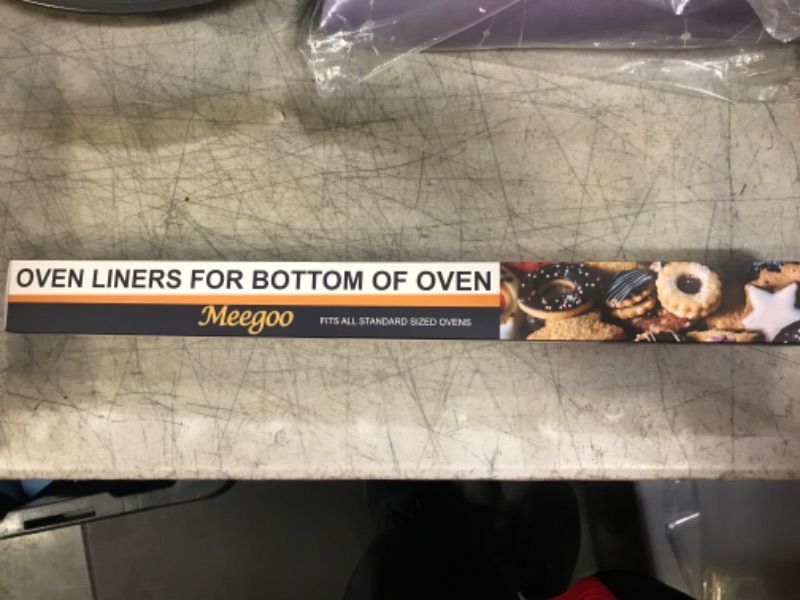 OVEN LINERS FOR BOTTOM OF OVEN
Meegoo FITS ALL STANDARD SIZED OVENS